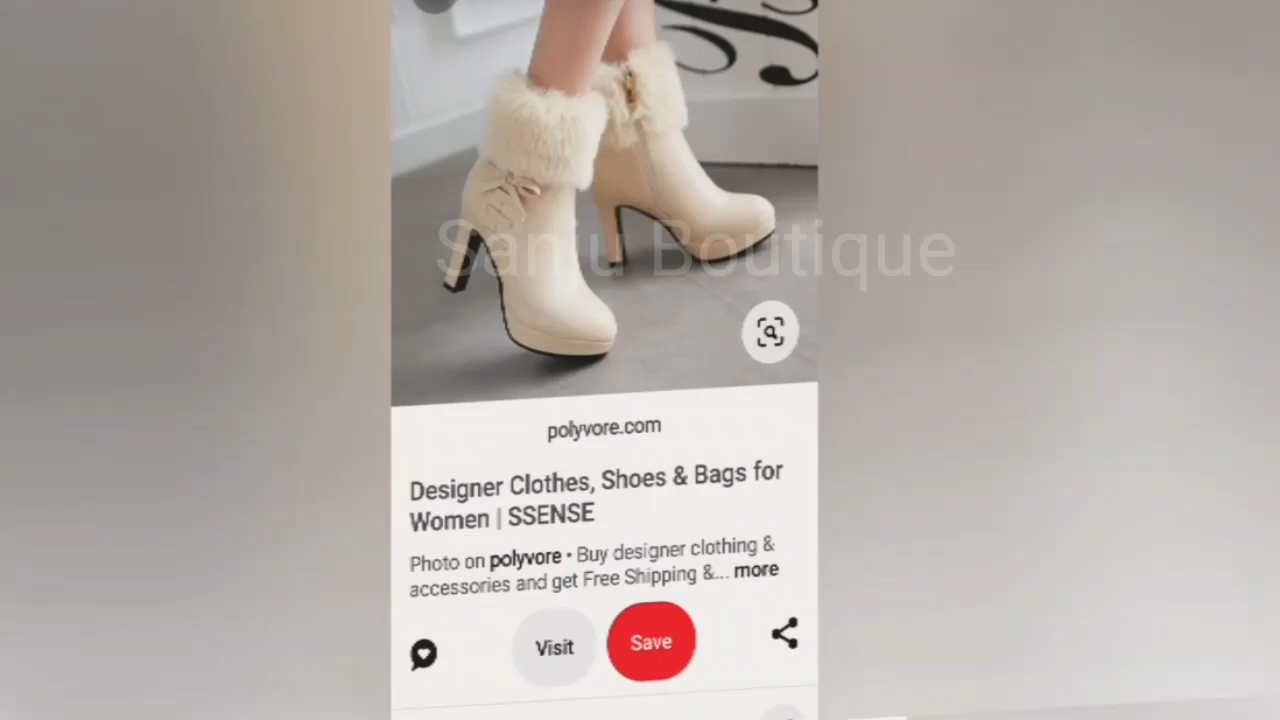 Sanju Boutique
polyvore.com
Designer Clothes, Shoes & Bags for
Women | SSENSE
Photo on polyvore • Buy designer clothing &
accessories and get Free Shipping &... more
Visit
Save